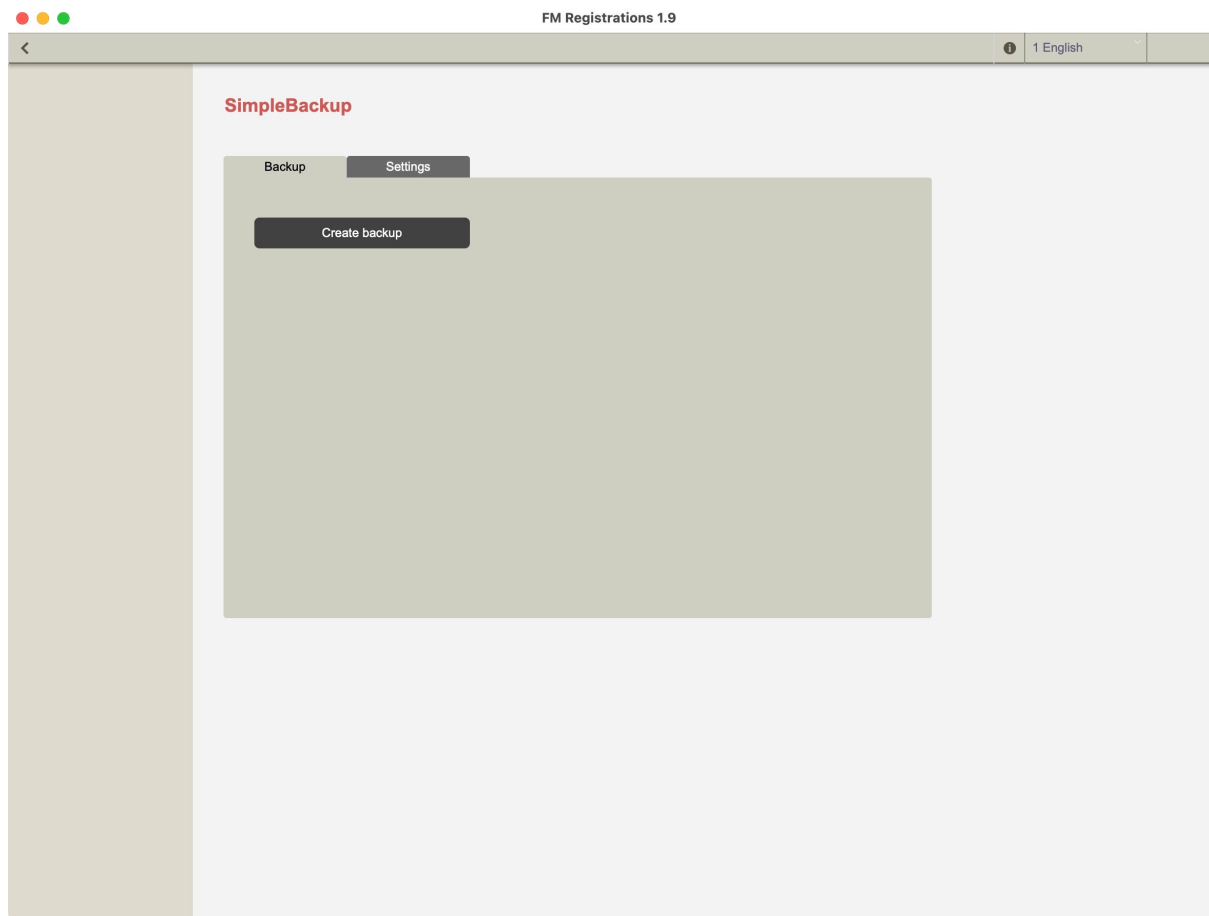 FM Registrations 1.9
1 English
SimpleBackup
Backup Settings
Create backup